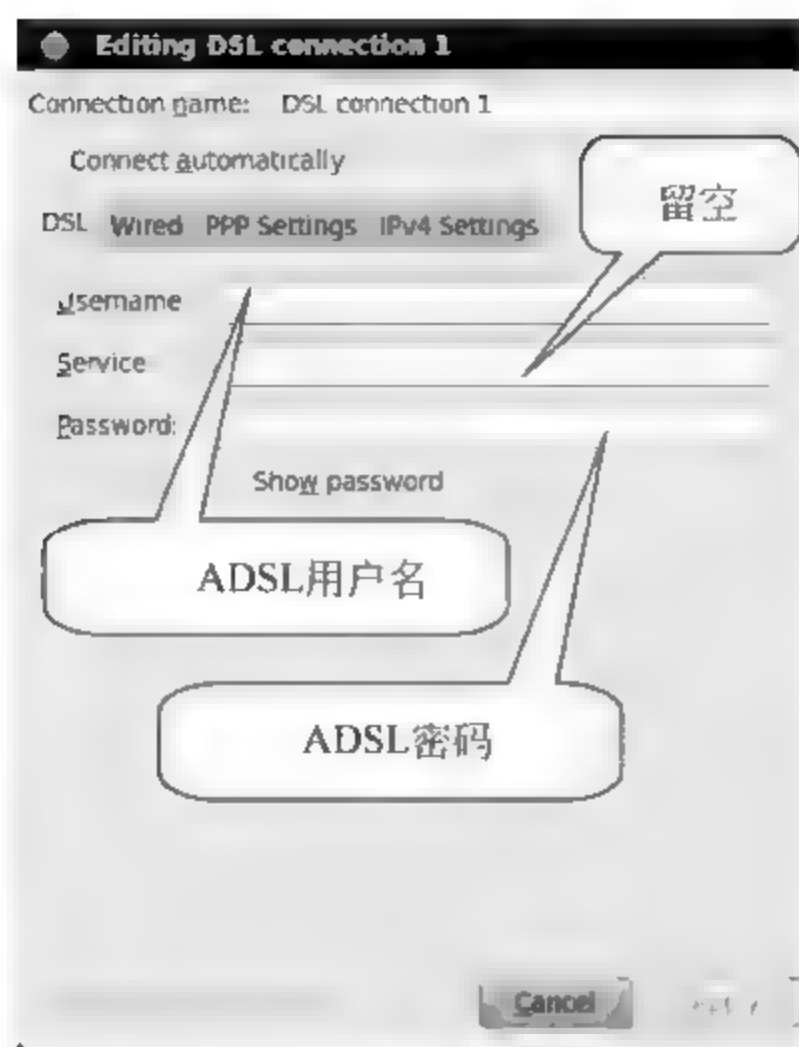 Editing DSL connection 1
Connection name: DSL connection 1
Connect automatically
DSL Wired PPP Settings IPv4 Settings
留空
Username
Service
Password:
Show password
ADSL用户名
ADSL密码
Cancel